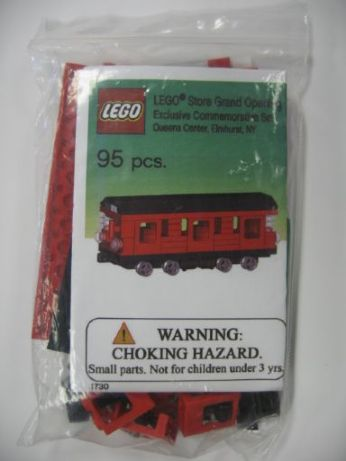 LEGO
LEGO® Store Grand Opening
Exclusive Commemorative Set
Queens Center, Elmhurst, NY
95 pcs.
WARNING:
CHOKING HAZARD.
Small parts. Not for children under 3 yrs.
1730